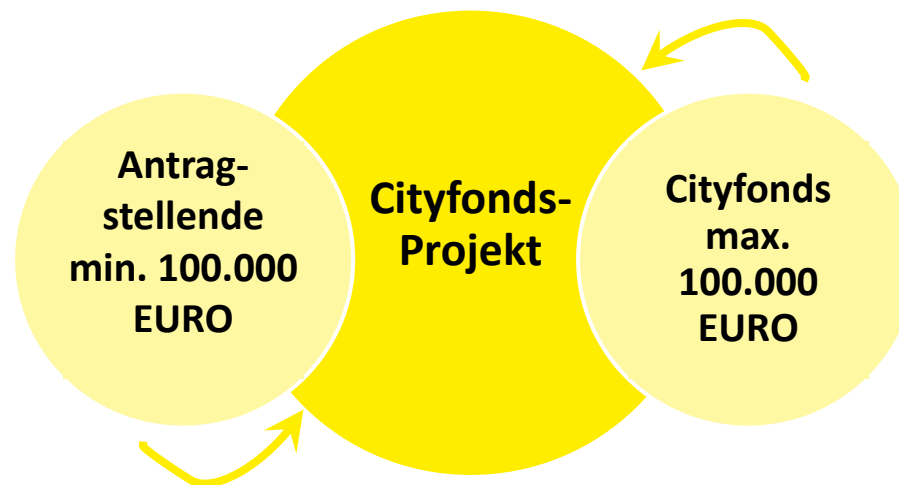 Antrag-
stellende
min. 100.000
EURO
Cityfonds-
Projekt
Cityfonds
max.
100.000
EURO